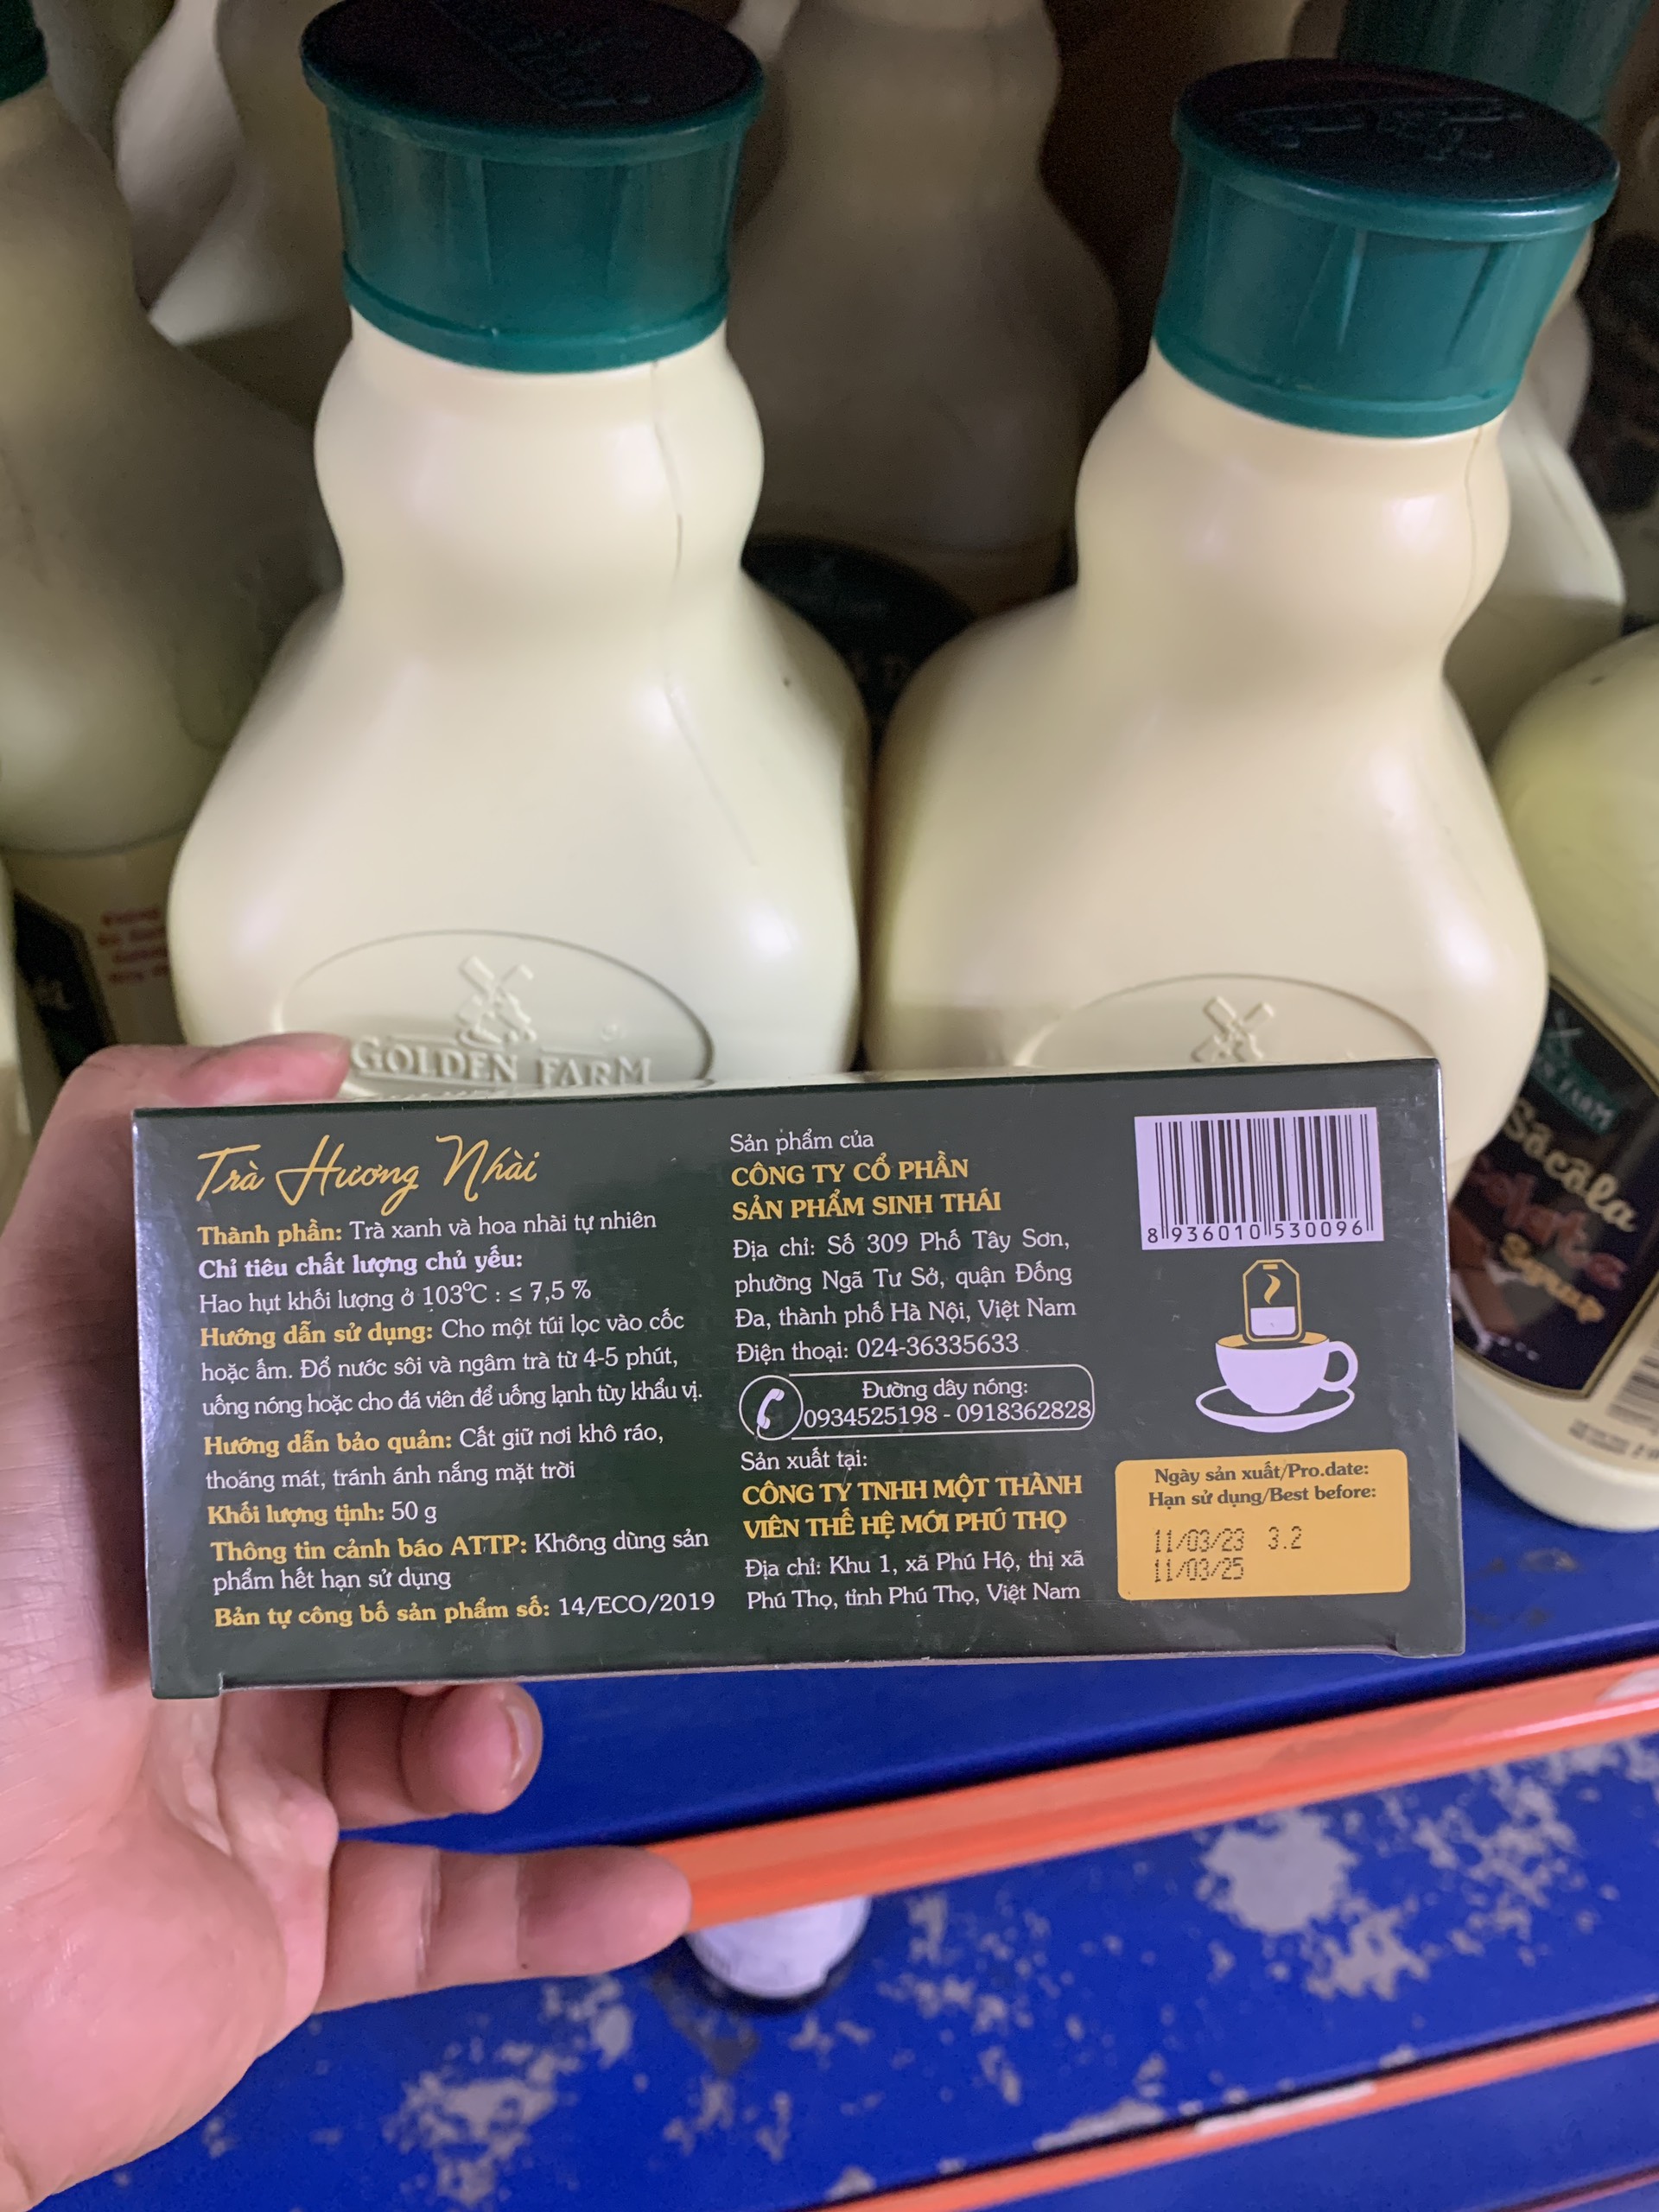 GOLDEN FARM
Sôcôla
Syrup
Trà Hương Nhài
Thành phần: Trà xanh và hoa nhài tự nhiên
Chỉ tiêu chất lượng chủ yếu:
Hao hụt khối lượng ở 103°C : ≤ 7,5 %
Hướng dẫn sử dụng: Cho một túi lọc vào cốc
hoặc ấm. Đổ nước sôi và ngâm trà từ 4-5 phút,
uống nóng hoặc cho đá viên để uống lạnh tùy khẩu vị.
Hướng dẫn bảo quản: Cất giữ nơi khô ráo,
thoáng mát, tránh ánh nắng mặt trời
Khối lượng tịnh: 50 g
Thông tin cảnh báo ATTP: Không dùng sản
phẩm hết hạn sử dụng
Bản tự công bố sản phẩm số: 14/ECO/2019
Sản phẩm của
CÔNG TY CỔ PHẦN
SẢN PHẨM SINH THÁI
Địa chỉ: Số 309 Phố Tây Sơn,
phường Ngã Tư Sở, quận Đống
Đa, thành phố Hà Nội, Việt Nam
Điện thoại: 024-36335633
Đường dây nóng:
0934525198 - 0918362828
Sản xuất tại:
CÔNG TY TNHH MỘT THÀNH
VIÊN THẾ HỆ MỚI PHÚ THỌ
Địa chỉ: Khu 1, xã Phú Hộ, thị xã
Phú Thọ, tỉnh Phú Thọ, Việt Nam
8 936010 530096
Ngày sản xuất/Pro.date:
Hạn sử dụng/Best before:
11/03/23 3.2
11/03/25